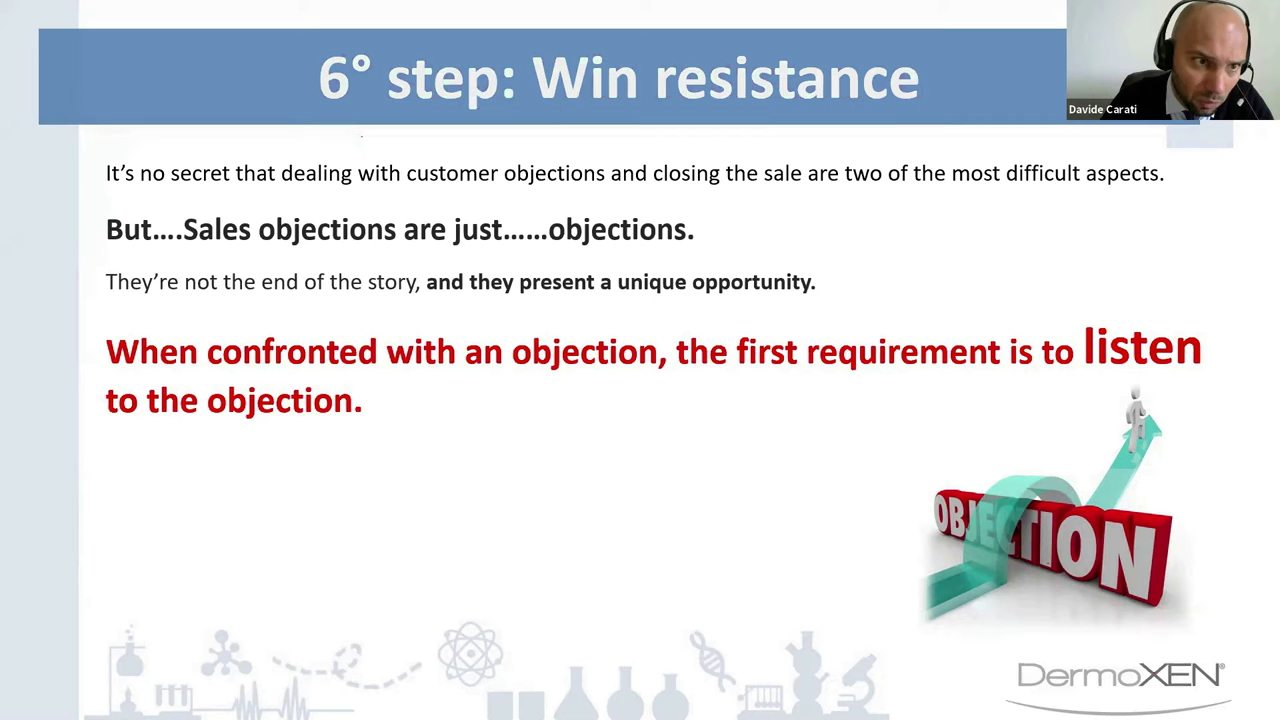 6° step: Win resistance
Davide Carati
It’s no secret that dealing with customer objections and closing the sale are two of the most difficult aspects.
But….Sales objections are just……objections.
They’re not the end of the story, and they present a unique opportunity.
When confronted with an objection, the first requirement is to listen
to the objection.
OBJECTION
DermoXEN®